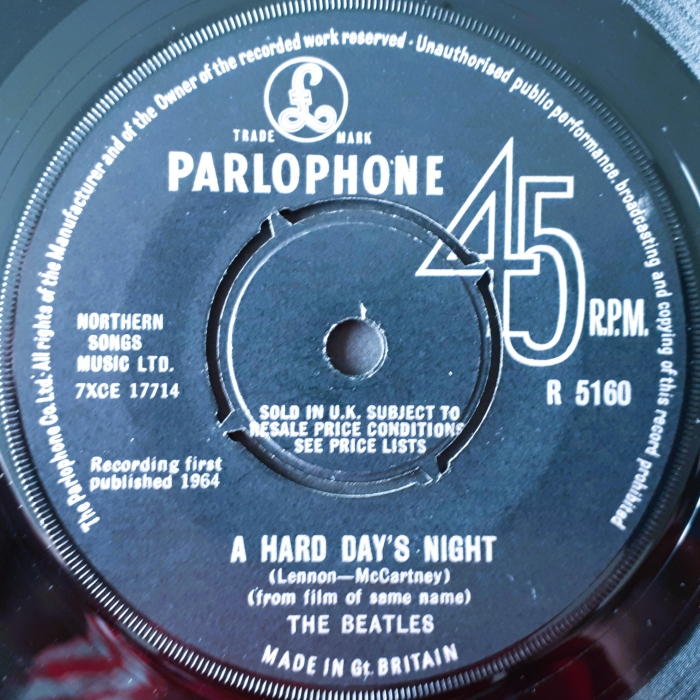 The Parlophone Co.Ltd. All rights of the Manufacturer and of the Owner of the recorded work reserved · Unauthorised public performance, broadcasting and copying of this record prohibited
£
TRADE MARK
PARLOPHONE
45
R.P.M.
R 5160
NORTHERN
SONGS
MUSIC LTD.
7XCE 17714
SOLD IN U.K. SUBJECT TO
RESALE PRICE CONDITIONS
SEE PRICE LISTS
Recording first
published 1964
A HARD DAY'S NIGHT
(Lennon—McCartney)
(from film of same name)
THE BEATLES
MADE IN Gt. BRITAIN